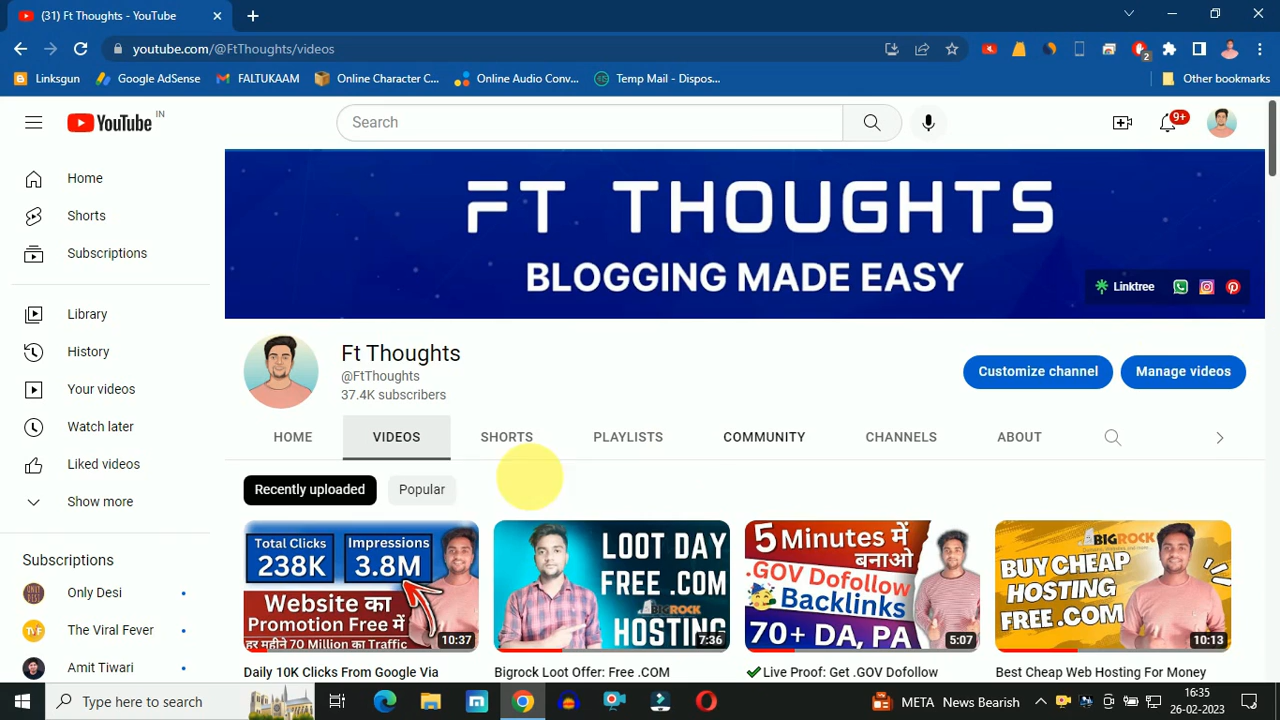 (31) Ft Thoughts - YouTube
youtube.com/@FtThoughts/videos
2
Linksgun
Google AdSense
FALTUKAAM
Online Character C...
Online Audio Conv...
Temp Mail - Dispos...
Other bookmarks
YouTube IN
Search
9+
Home
Shorts
Subscriptions
Library
History
Your videos
Watch later
Liked videos
Show more
Subscriptions
Only Desi
The Viral Fever
Amit Tiwari
FT THOUGHTS
BLOGGING MADE EASY
Linktree
Ft Thoughts
@FtThoughts
37.4K subscribers
Customize channel
Manage videos
HOME
VIDEOS
SHORTS
PLAYLISTS
COMMUNITY
CHANNELS
ABOUT
Recently uploaded
Popular
Total Clicks
238K
Impressions
3.8M
Website का
Promotion Free में
हर महीने 70 Million का Traffic
10:37
Daily 10K Clicks From Google Via
LOOT DAY
FREE .COM
BIGROCK
HOSTING
7:36
Bigrock Loot Offer: Free .COM
5 Minutes में
बनाओ
.GOV Dofollow
Backlinks
70+ DA, PA
5:07
Live Proof: Get .GOV Dofollow
BIGROCK
BUY CHEAP
HOSTING
FREE .COM
10:13
Best Cheap Web Hosting For Money
Type here to search
META News Bearish
16:35
26-02-2023